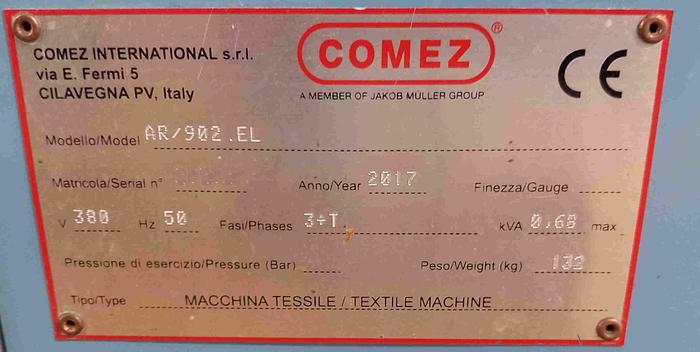 COMEZ INTERNATIONAL s.r.l.
via E. Fermi 5
CILAVEGNA PV, Italy
COMEZ ®
A MEMBER OF JAKOB MÜLLER GROUP
CE
Modello/Model AR/902.EL
Matricola/Serial n°
Anno/Year 2017
Finezza/Gauge
V 380 Hz 50 Fasi/Phases 3+T kVA 0,68 max
Pressione di esercizio/Pressure (Bar)
Peso/Weight (kg) 132
Tipo/Type MACCHINA TESSILE / TEXTILE MACHINE